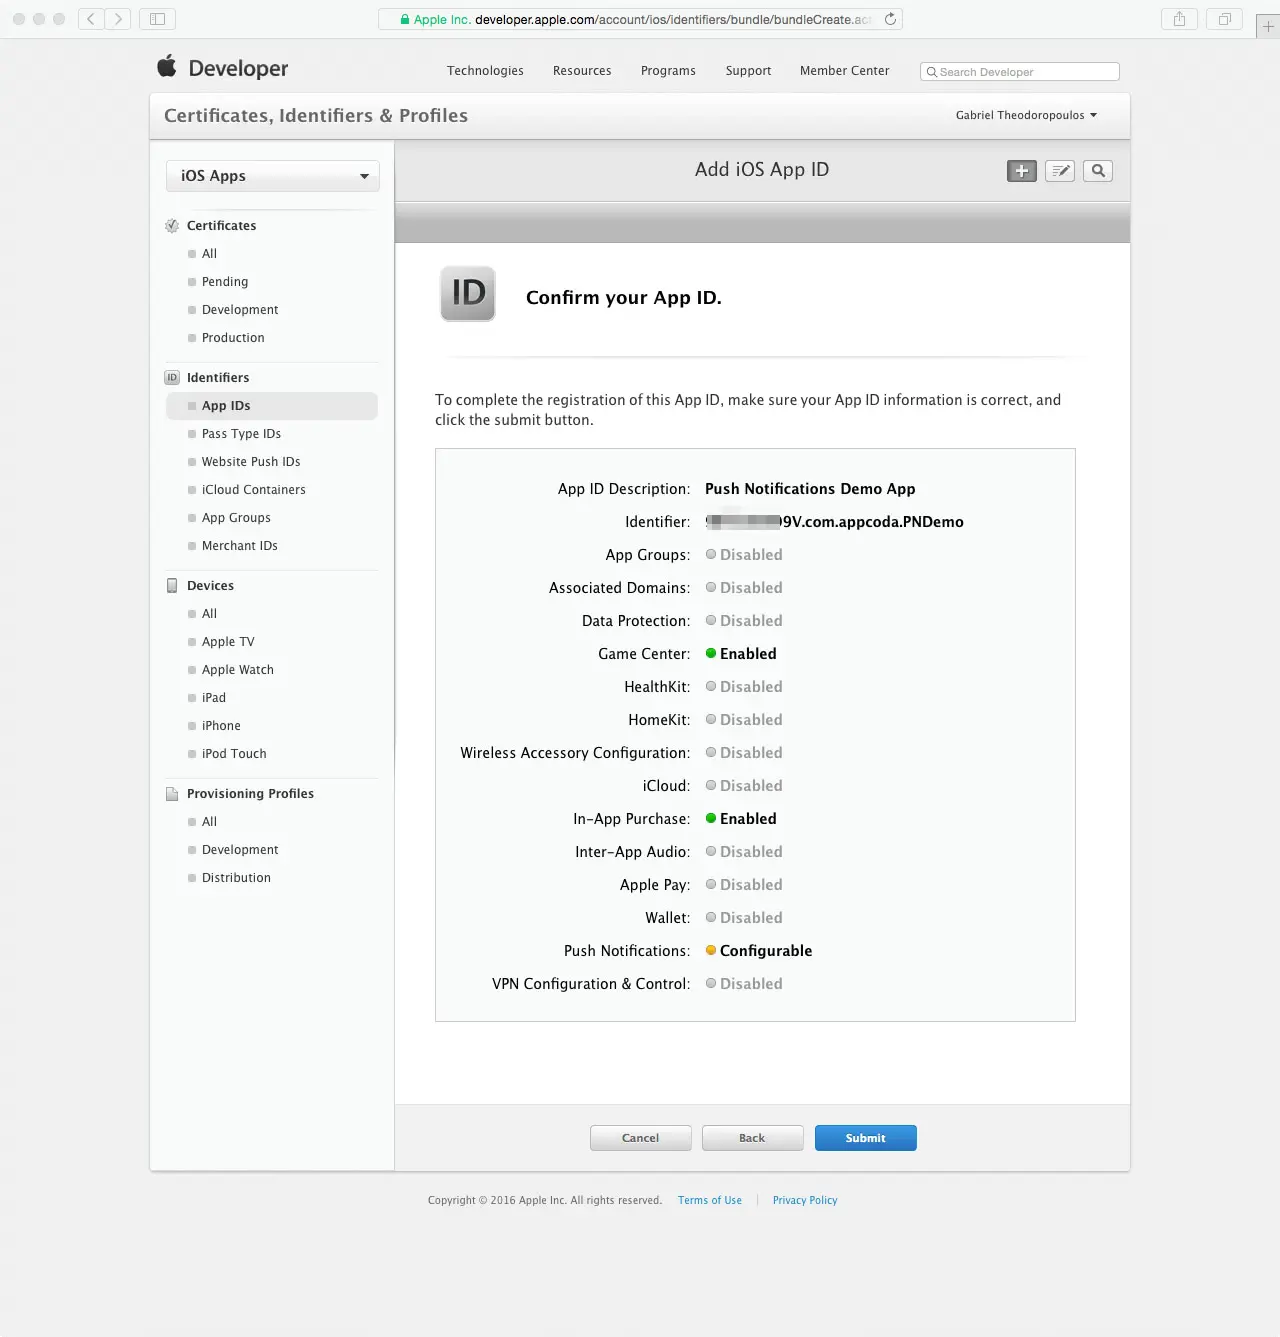 Apple Inc. developer.apple.com/account/ios/identifiers/bundle/bundleCreate.ac
Developer
Technologies Resources Programs Support Member Center Search Developer
Certificates, Identifiers & Profiles
Gabriel Theodoropoulos
iOS Apps
Certificates
All
Pending
Development
Production
ID Identifiers
App IDs
Pass Type IDs
Website Push IDs
iCloud Containers
App Groups
Merchant IDs
Devices
All
Apple TV
Apple Watch
iPad
iPhone
iPod Touch
Provisioning Profiles
All
Development
Distribution
Add iOS App ID
ID
Confirm your App ID.
To complete the registration of this App ID, make sure your App ID information is correct, and
click the submit button.
App ID Description: Push Notifications Demo App
Identifier: 9V.com.appcoda.PNDemo
App Groups: Disabled
Associated Domains: Disabled
Data Protection: Disabled
Game Center: Enabled
HealthKit: Disabled
HomeKit: Disabled
Wireless Accessory Configuration: Disabled
iCloud: Disabled
In-App Purchase: Enabled
Inter-App Audio: Disabled
Apple Pay: Disabled
Wallet: Disabled
Push Notifications: Configurable
VPN Configuration & Control: Disabled
Cancel Back Submit
Copyright © 2016 Apple Inc. All rights reserved. Terms of Use | Privacy Policy